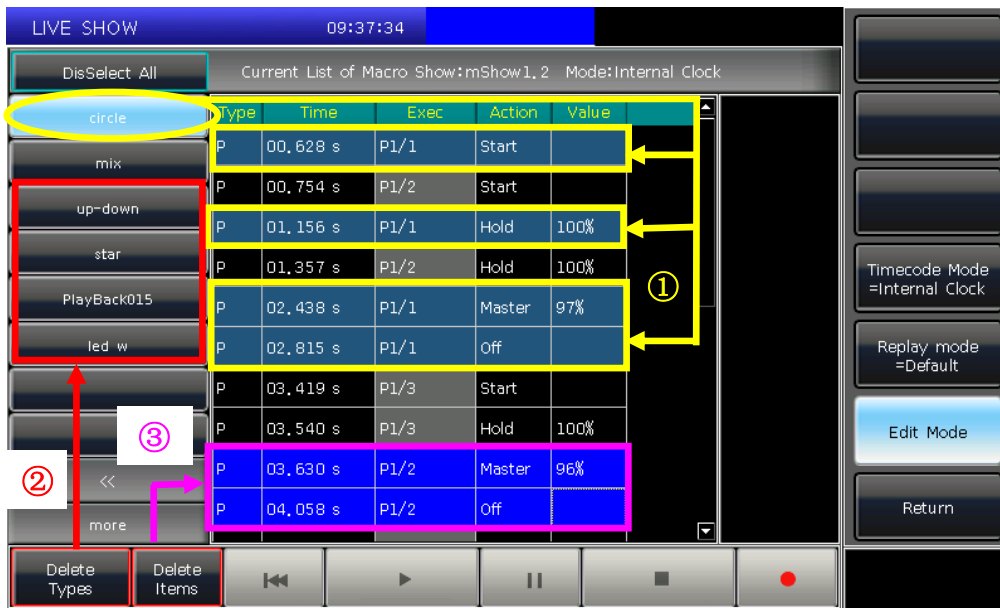 LIVE SHOW 09:37:34
DisSelect All
Current List of Macro Show:mShow1.2 Mode:Internal Clock
circle
mix
up-down
star
PlayBack015
led w
<<
more
Type Time Exec Action Value
P 00.628 s P1/1 Start
P 00.754 s P1/2 Start
P 01.156 s P1/1 Hold 100%
P 01.357 s P1/2 Hold 100%
P 02.438 s P1/1 Master 97%
P 02.815 s P1/1 Off
P 03.419 s P1/3 Start
P 03.540 s P1/3 Hold 100%
P 03.630 s P1/2 Master 96%
P 04.058 s P1/2 Off
①
②
③
Timecode Mode
=Internal Clock
Replay mode
=Default
Edit Mode
Return
Delete
Types
Delete
Items